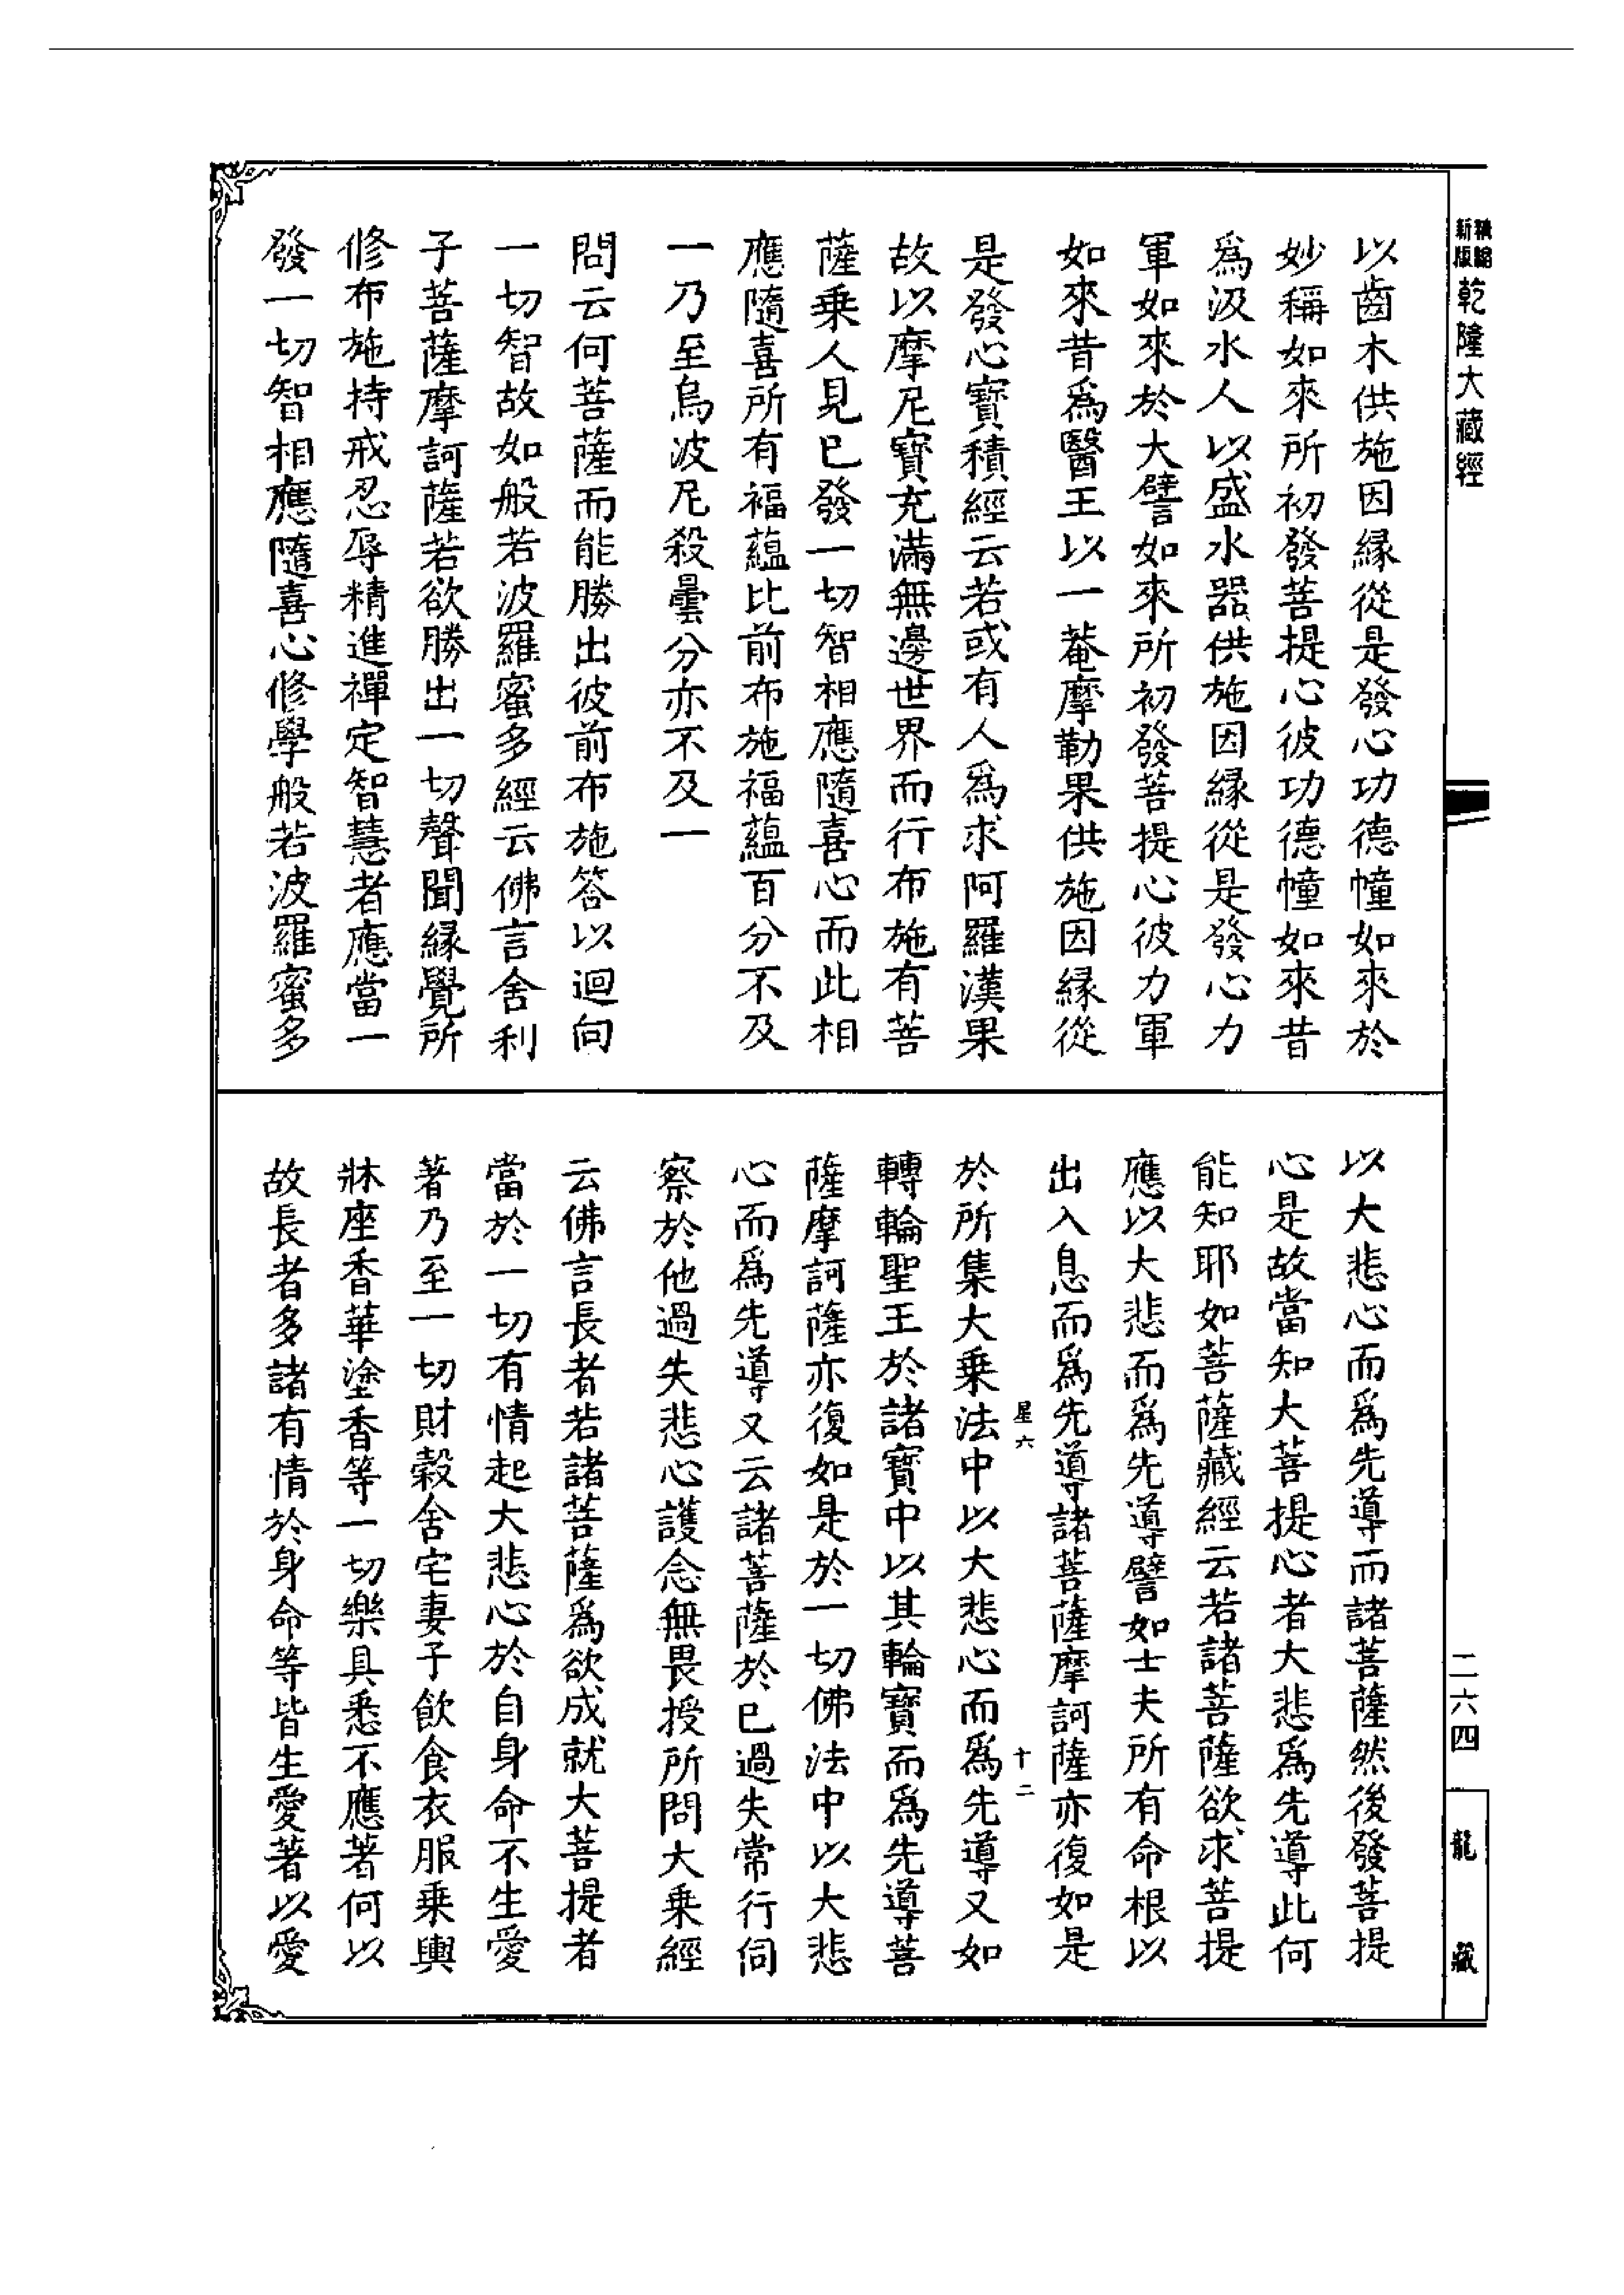 精縮
新版
乾隆大藏經
以齒木供施因緣從是發心功德幢如來於
妙稱如來所初發菩提心彼功德幢如來昔
爲汲水人以盛水器供施因緣從是發心力
軍如來於大譬如來所初發菩提心彼力軍
如來昔爲醫王以一菴摩勒果供施因緣從
是發心寶積經云若或有人爲求阿羅漢果
故以摩尼寶充滿無邊世界而行布施有菩
薩乗人見已發一切智相應隨喜心而此相
應隨喜所有福蘊比前布施福蘊百分不及
一乃至烏波尼殺曇分亦不及一
問云何菩薩而能勝出彼前布施答以迴向
一切智故如般若波羅蜜多經云佛言舍利
子菩薩摩訶薩若欲勝出一切聲聞緣覺所
修布施持戒忍辱精進禪定智慧者應當一
發一切智相應隨喜心修學般若波羅蜜多
以大悲心而爲先導而諸菩薩然後發菩提
心是故當知大菩提心者大悲爲先導此何
能知耶如菩薩藏經云若諸菩薩欲求菩提
應以大悲而爲先導譬如士夫所有命根以
出入息而爲先導諸菩薩摩訶薩亦復如是
星六
十二
於所集大乗法中以大悲心而爲先導又如
轉輪聖王於諸寶中以其輪寶而爲先導菩
薩摩訶薩亦復如是於一切佛法中以大悲
心而爲先導又云諸菩薩於已過失常行伺
察於他過失悲心護念無畏授所問大乗經
云佛言長者若諸菩薩爲欲成就大菩提者
當於一切有情起大悲心於自身命不生愛
著乃至一切財穀舍宅妻子飲食衣服乗輿
牀座香華塗香等一切樂具悉不應著何以
故長者多諸有情於身命等皆生愛著以愛
二六四
龍藏